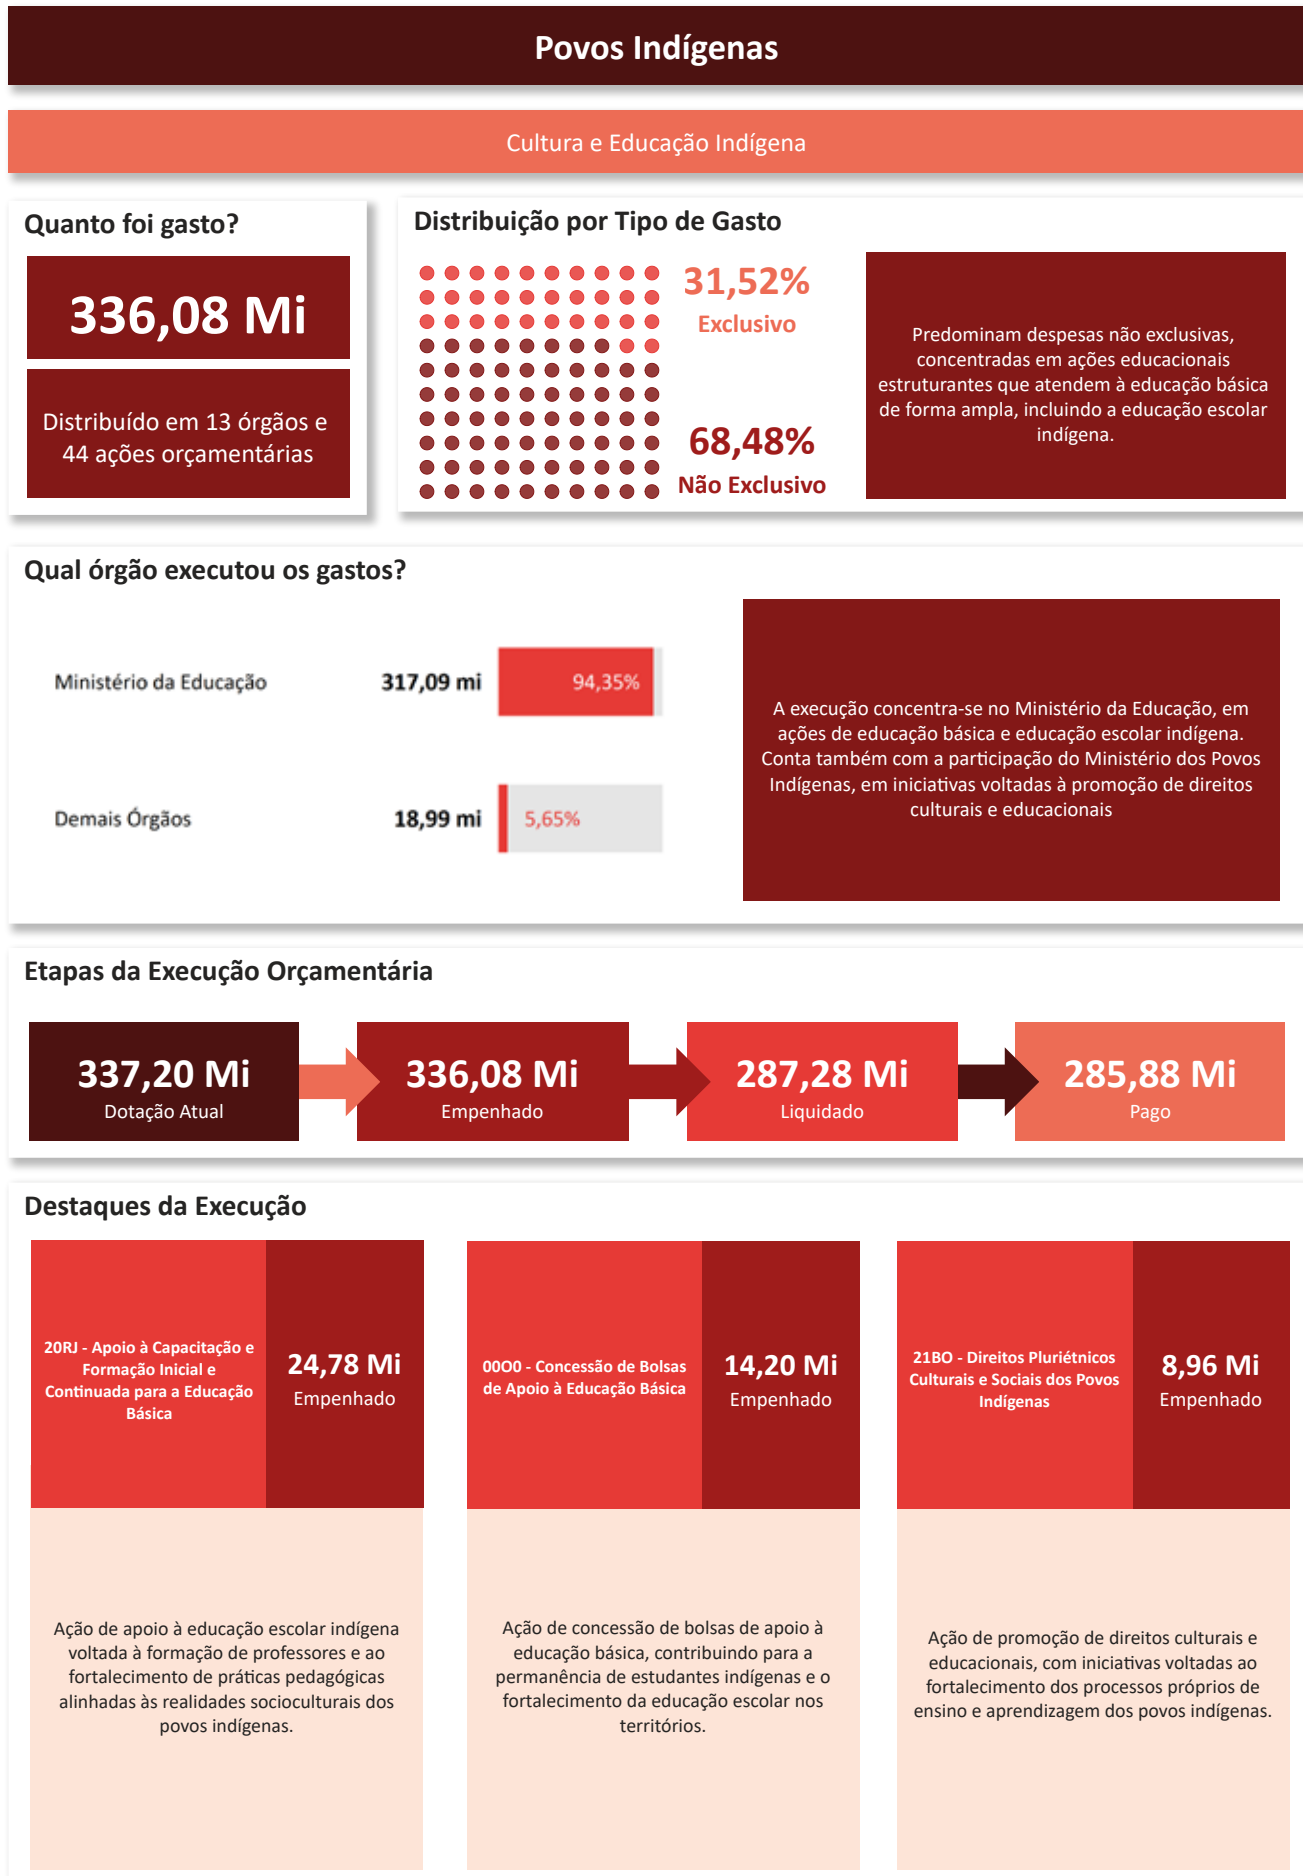 Povos Indígenas
Cultura e Educação Indígena
Quanto foi gasto?
336,08 Mi
Distribuído em 13 órgãos e
44 ações orçamentárias
Distribuição por Tipo de Gasto
31,52%
Exclusivo
68,48%
Não Exclusivo
Predominam despesas não exclusivas,
concentradas em ações educacionais
estruturantes que atendem à educação básica
de forma ampla, incluindo a educação escolar
indígena.
Qual órgão executou os gastos?
Ministério da Educação
317,09 mi
94,35%
Demais Órgãos
18,99 mi
5,65%
A execução concentra-se no Ministério da Educação, em
ações de educação básica e educação escolar indígena.
Conta também com a participação do Ministério dos Povos
Indígenas, em iniciativas voltadas à promoção de direitos
culturais e educacionais
Etapas da Execução Orçamentária
337,20 Mi
Dotação Atual
336,08 Mi
Empenhado
287,28 Mi
Liquidado
285,88 Mi
Pago
Destaques da Execução
20RJ - Apoio à Capacitação e
Formação Inicial e
Continuada para a Educação
Básica
24,78 Mi
Empenhado
Ação de apoio à educação escolar indígena
voltada à formação de professores e ao
fortalecimento de práticas pedagógicas
alinhadas às realidades socioculturais dos
povos indígenas.
00O0 - Concessão de Bolsas
de Apoio à Educação Básica
14,20 Mi
Empenhado
Ação de concessão de bolsas de apoio à
educação básica, contribuindo para a
permanência de estudantes indígenas e o
fortalecimento da educação escolar nos
territórios.
21BO - Direitos Pluriétnicos
Culturais e Sociais dos Povos
Indígenas
8,96 Mi
Empenhado
Ação de promoção de direitos culturais e
educacionais, com iniciativas voltadas ao
fortalecimento dos processos próprios de
ensino e aprendizagem dos povos indígenas.